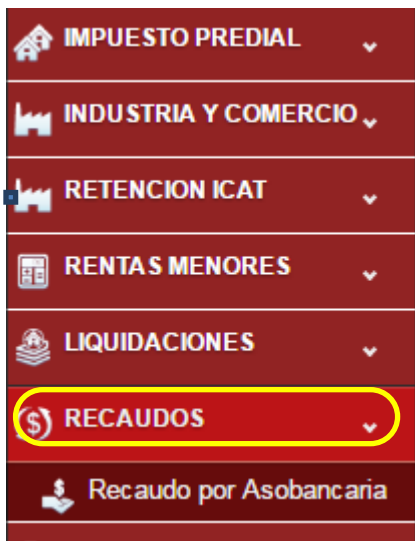 IMPUESTO PREDIAL
INDUSTRIA Y COMERCIO
RETENCION ICAT
RENTAS MENORES
LIQUIDACIONES
RECAUDOS
Recaudo por Asobancaria